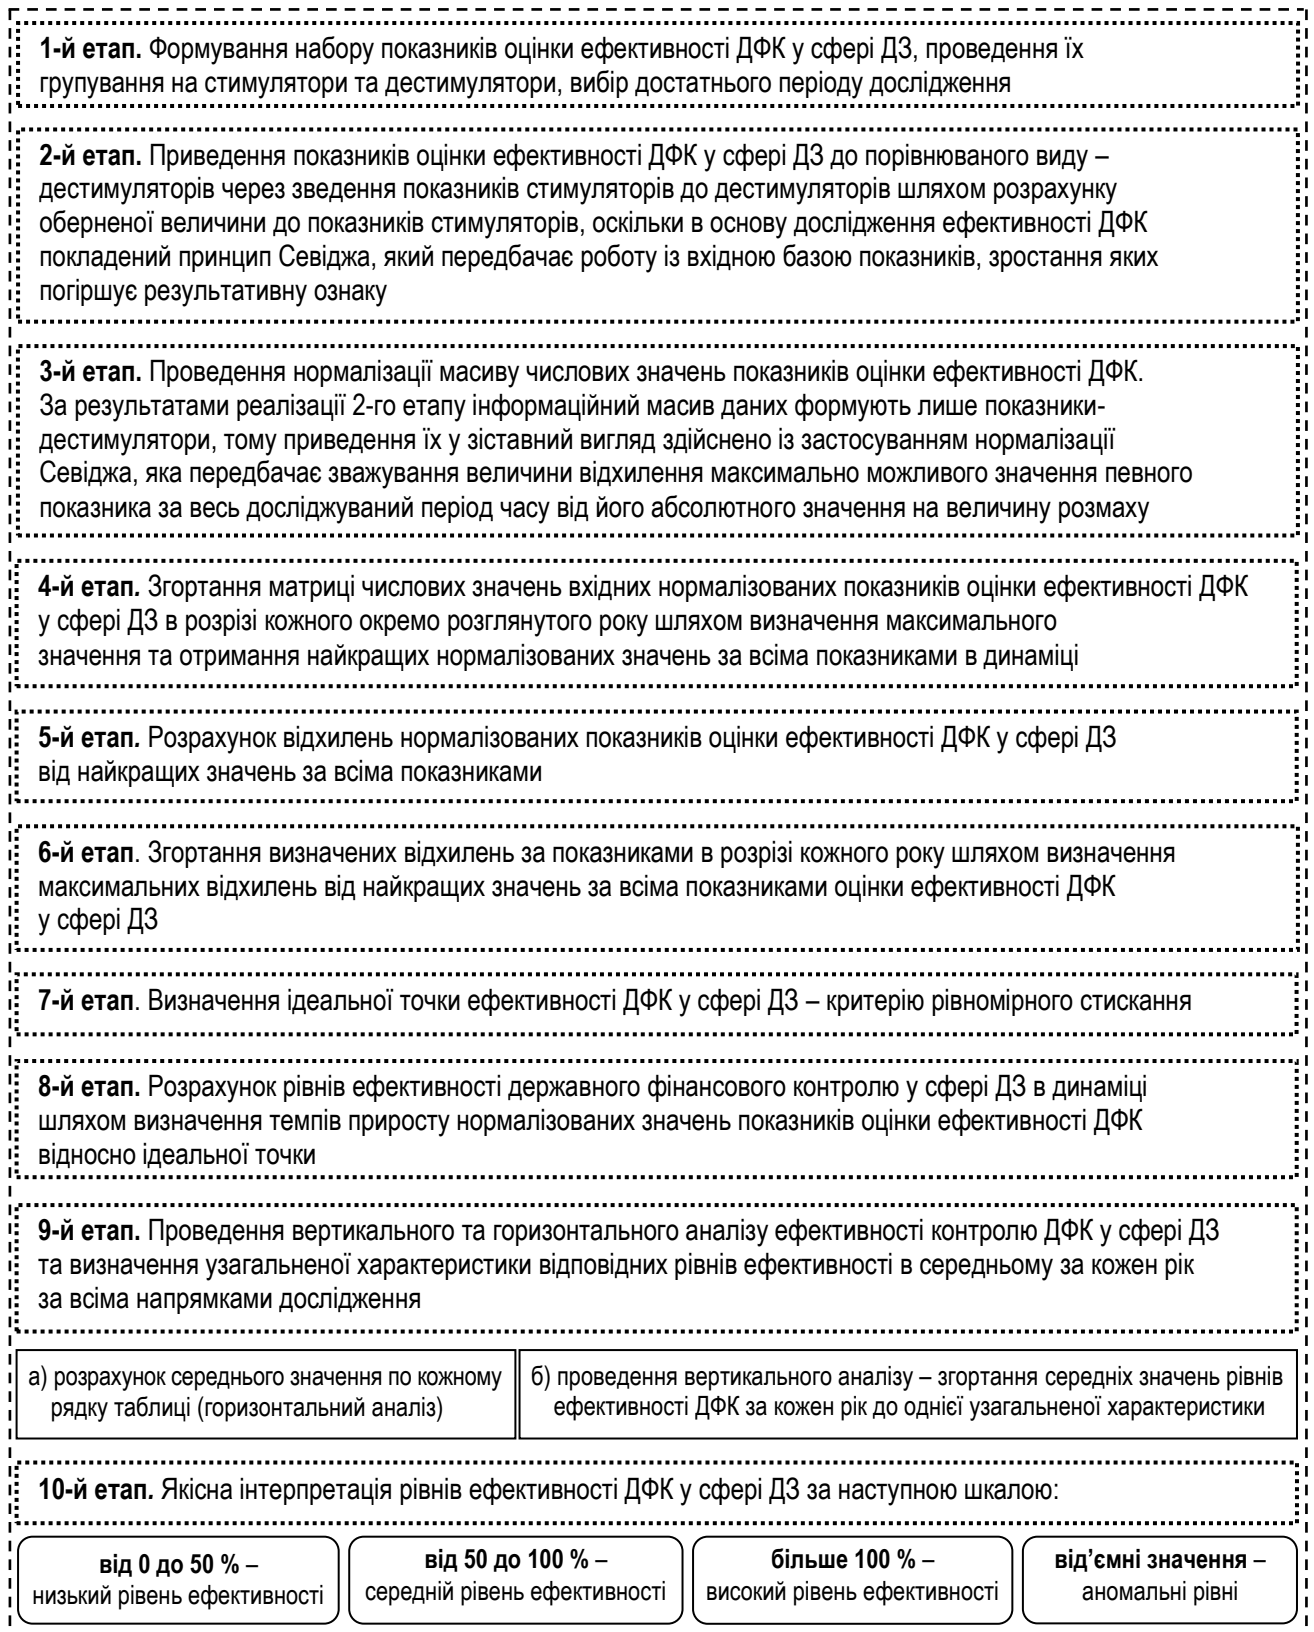 1-й етап. Формування набору показників оцінки ефективності ДФК у сфері ДЗ, проведення їх
групування на стимулятори та дестимулятори, вибір достатнього періоду дослідження
2-й етап. Приведення показників оцінки ефективності ДФК у сфері ДЗ до порівнюваного виду –
дестимуляторів через зведення показників стимуляторів до дестимуляторів шляхом розрахунку
оберненої величини до показників стимуляторів, оскільки в основу дослідження ефективності ДФК
покладений принцип Севіджа, який передбачає роботу із вхідною базою показників, зростання яких
погіршує результативну ознаку
3-й етап. Проведення нормалізації масиву числових значень показників оцінки ефективності ДФК.
За результатами реалізації 2-го етапу інформаційний масив даних формують лише показники-
дестимулятори, тому приведення їх у зіставний вигляд здійснено із застосуванням нормалізації
Севіджа, яка передбачає зважування величини відхилення максимально можливого значення певного
показника за весь досліджуваний період часу від його абсолютного значення на величину розмаху
4-й етап. Згортання матриці числових значень вхідних нормалізованих показників оцінки ефективності ДФК
у сфері ДЗ в розрізі кожного окремо розглянутого року шляхом визначення максимального
значення та отримання найкращих нормалізованих значень за всіма показниками в динаміці
5-й етап. Розрахунок відхилень нормалізованих показників оцінки ефективності ДФК у сфері ДЗ
від найкращих значень за всіма показниками
6-й етап. Згортання визначених відхилень за показниками в розрізі кожного року шляхом визначення
максимальних відхилень від найкращих значень за всіма показниками оцінки ефективності ДФК
у сфері ДЗ
7-й етап. Визначення ідеальної точки ефективності ДФК у сфері ДЗ – критерію рівномірного стискання
8-й етап. Розрахунок рівнів ефективності державного фінансового контролю у сфері ДЗ в динаміці
шляхом визначення темпів приросту нормалізованих значень показників оцінки ефективності ДФК
відносно ідеальної точки
9-й етап. Проведення вертикального та горизонтального аналізу ефективності контролю ДФК у сфері ДЗ
та визначення узагальненої характеристики відповідних рівнів ефективності в середньому за кожен рік
за всіма напрямками дослідження
а) розрахунок середнього значення по кожному
рядку таблиці (горизонтальний аналіз)
б) проведення вертикального аналізу – згортання середніх значень рівнів
ефективності ДФК за кожен рік до однієї узагальненої характеристики
10-й етап. Якісна інтерпретація рівнів ефективності ДФК у сфері ДЗ за наступною шкалою:
від 0 до 50 % –
низький рівень ефективності
від 50 до 100 % –
середній рівень ефективності
більше 100 % –
високий рівень ефективності
від’ємні значення –
аномальні рівні